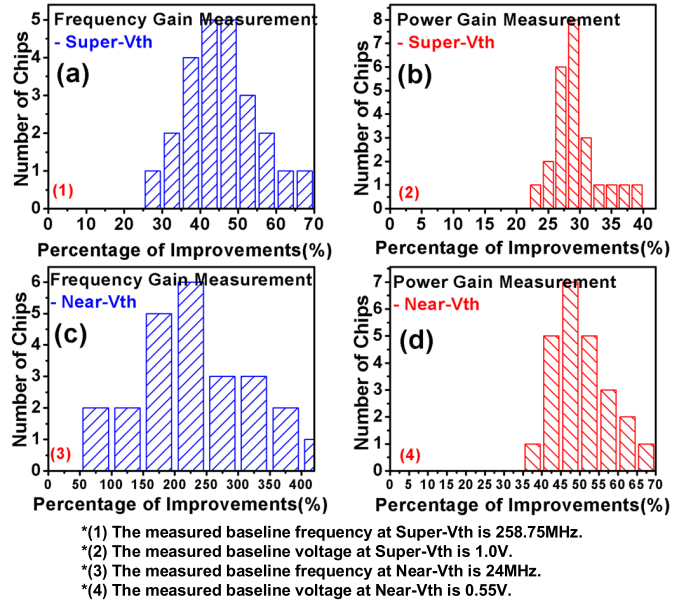 Frequency Gain Measurement
- Super-Vth
(a)
(1)
Number of Chips
5
4
3
2
1
0
0 10 20 30 40 50 60 70
Percentage of Improvements(%)
Power Gain Measurement
- Super-Vth
(b)
(2)
Number of Chips
8
7
6
5
4
3
2
1
0
0 5 10 15 20 25 30 35 40
Percentage of Improvements(%)
Frequency Gain Measurement
- Near-Vth
(c)
(3)
Number of Chips
6
5
4
3
2
1
0
0 50 100 150 200 250 300 350 400
Percentage of Improvements(%)
Power Gain Measurement
- Near-Vth
(d)
(4)
Number of Chips
7
6
5
4
3
2
1
0
0 5 10 15 20 25 30 35 40 45 50 55 60 65 70
Percentage of Improvements(%)
*(1) The measured baseline frequency at Super-Vth is 258.75MHz.
*(2) The measured baseline voltage at Super-Vth is 1.0V.
*(3) The measured baseline frequency at Near-Vth is 24MHz.
*(4) The measured baseline voltage at Near-Vth is 0.55V.